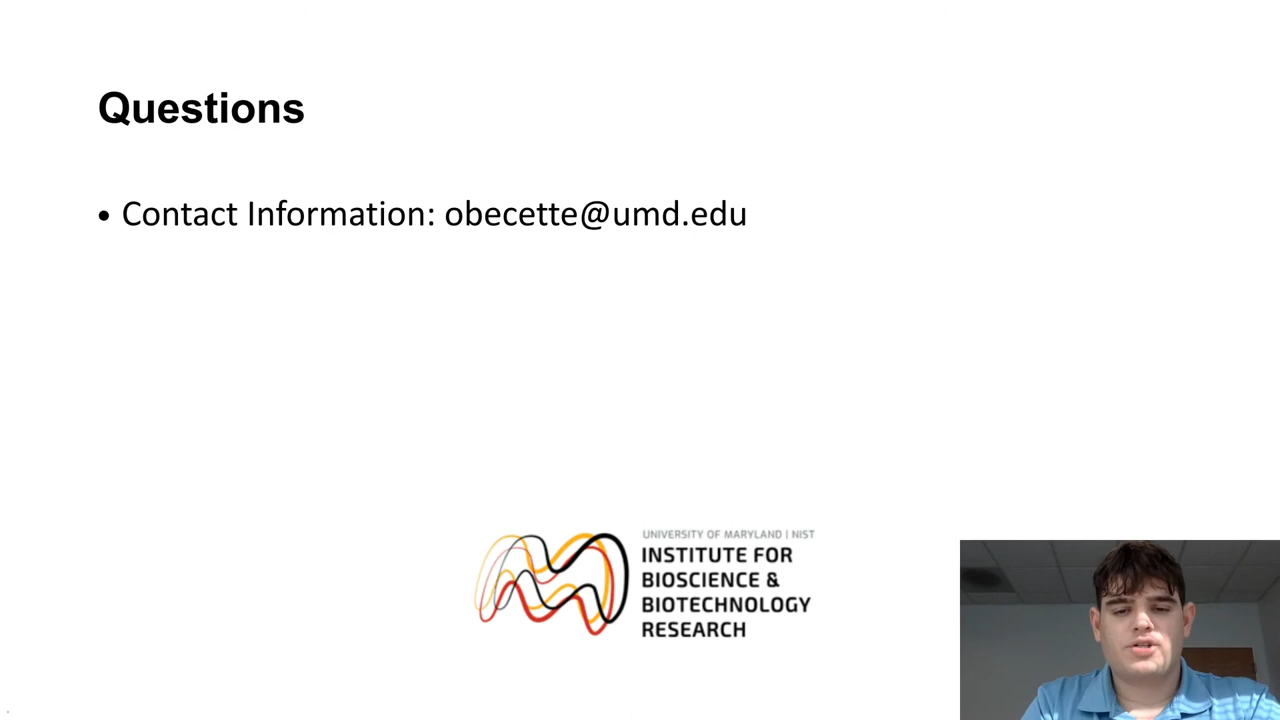 Questions
• Contact Information: obecette@umd.edu
UNIVERSITY OF MARYLAND | NIST
INSTITUTE FOR
BIOSCIENCE &
BIOTECHNOLOGY
RESEARCH